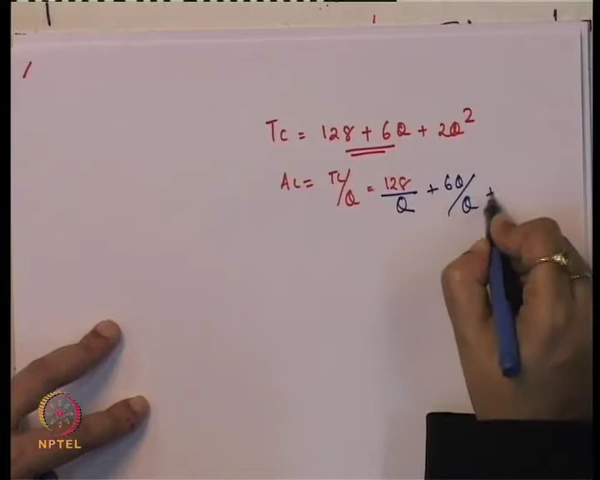 TC = 128 + 6Q + 2Q²
AC = TC/Q = 128/Q + 6Q/Q +
NPTEL